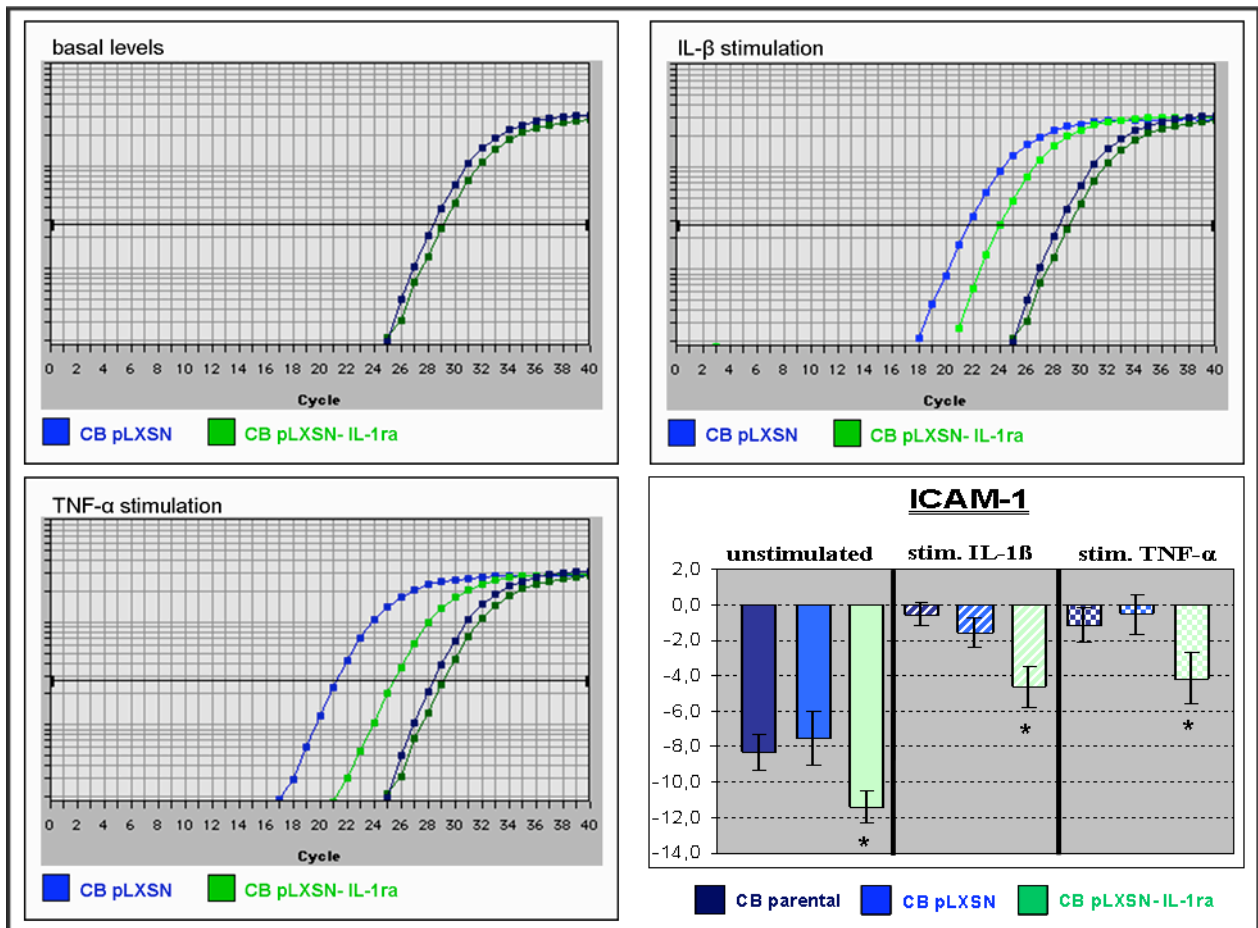 basal levels
0 2 4 6 8 10 12 14 16 18 20 22 24 26 28 30 32 34 36 38 40
Cycle
CB pLXSN CB pLXSN- IL-1ra
IL-β stimulation
0 2 4 6 8 10 12 14 16 18 20 22 24 26 28 30 32 34 36 38 40
Cycle
CB pLXSN CB pLXSN- IL-1ra
TNF-α stimulation
0 2 4 6 8 10 12 14 16 18 20 22 24 26 28 30 32 34 36 38 40
Cycle
CB pLXSN CB pLXSN- IL-1ra
ICAM-1
unstimulated stim. IL-1ß stim. TNF-α
2,0
0,0
-2,0
-4,0
-6,0
-8,0
-10,0
-12,0
-14,0
* * *
CB parental CB pLXSN CB pLXSN-IL-1ra